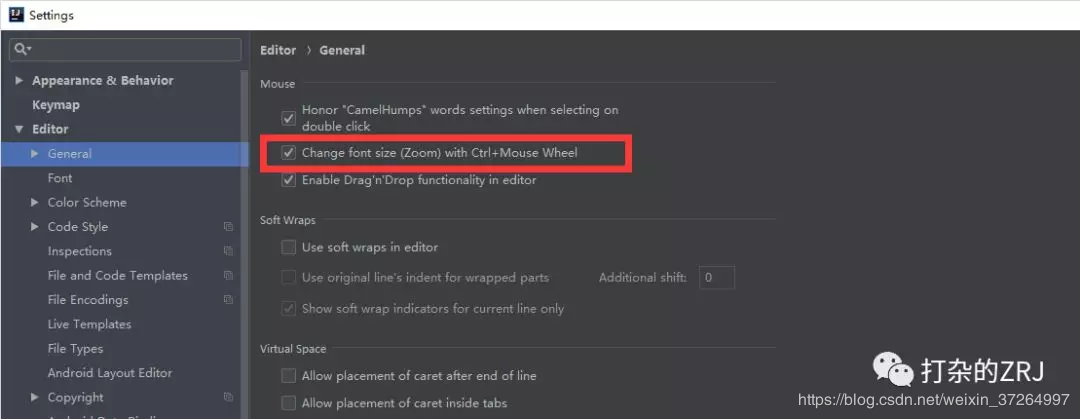 Settings
Appearance & Behavior
Keymap
Editor
General
Font
Color Scheme
Code Style
Inspections
File and Code Templates
File Encodings
Live Templates
File Types
Android Layout Editor
Copyright
Editor › General
Mouse
Honor "CamelHumps" words settings when selecting on
double click
Change font size (Zoom) with Ctrl+Mouse Wheel
Enable Drag'n'Drop functionality in editor
Soft Wraps
Use soft wraps in editor
Use original line's indent for wrapped parts
Additional shift: 0
Show soft wrap indicators for current line only
Virtual Space
Allow placement of caret after end of line
Allow placement of caret inside tabs
打杂的ZRJ
https://blog.csdn.net/weixin_37264997